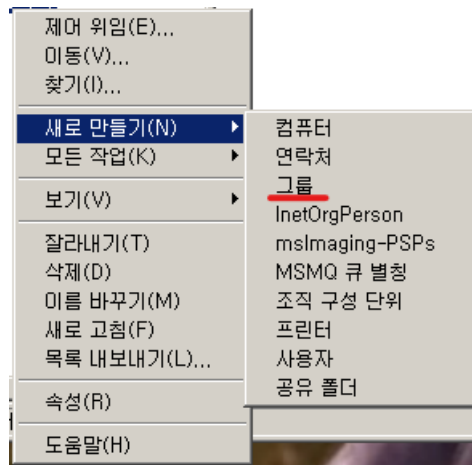 제어 위임(E)...
이동(V)...
찾기(I)...
새로 만들기(N)
모든 작업(K)
보기(V)
잘라내기(T)
삭제(D)
이름 바꾸기(M)
새로 고침(F)
목록 내보내기(L)...
속성(R)
도움말(H)
컴퓨터
연락처
그룹
InetOrgPerson
msImaging-PSPs
MSMQ 큐 별칭
조직 구성 단위
프린터
사용자
공유 폴더